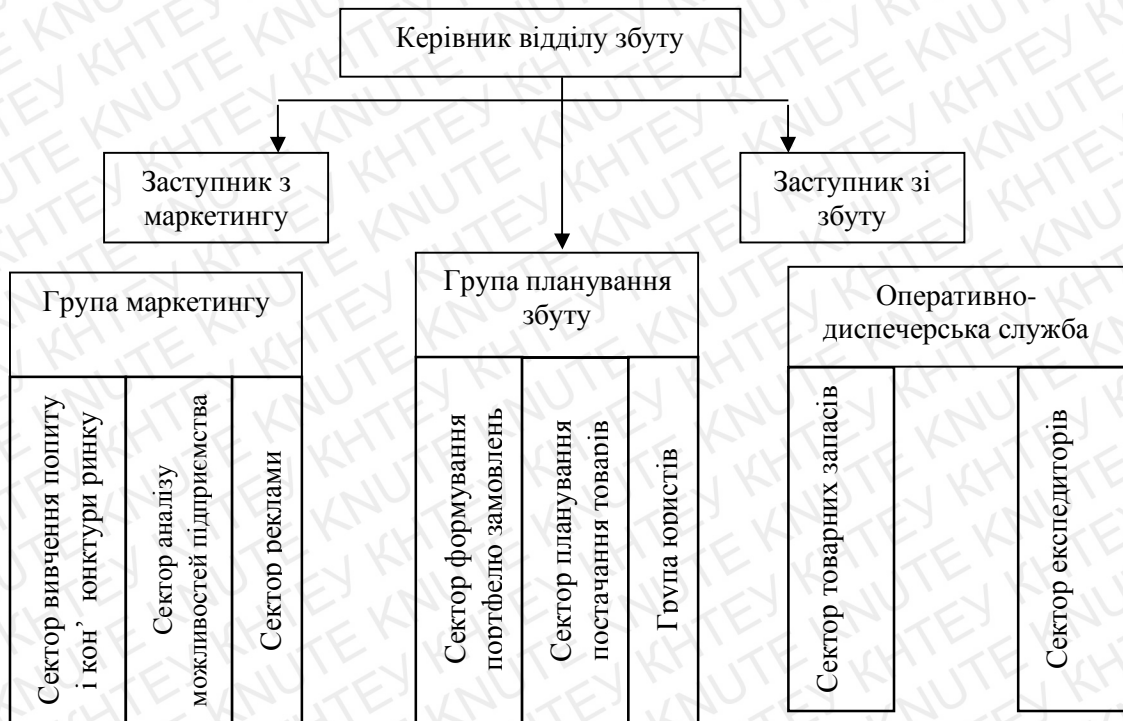 Керівник відділу збуту
Заступник з
маркетингу
Заступник зі
збуту
Група маркетингу
Група планування
збуту
Оперативно-
диспечерська служба
Сектор вивчення попиту
і кон’ юнктури ринку
Сектор аналізу
можливостей підприємства
Сектор реклами
Сектор формування
портфелю замовлень
Сектор планування
постачання товарів
Група юристів
Сектор товарних запасів
Сектор експедиторів